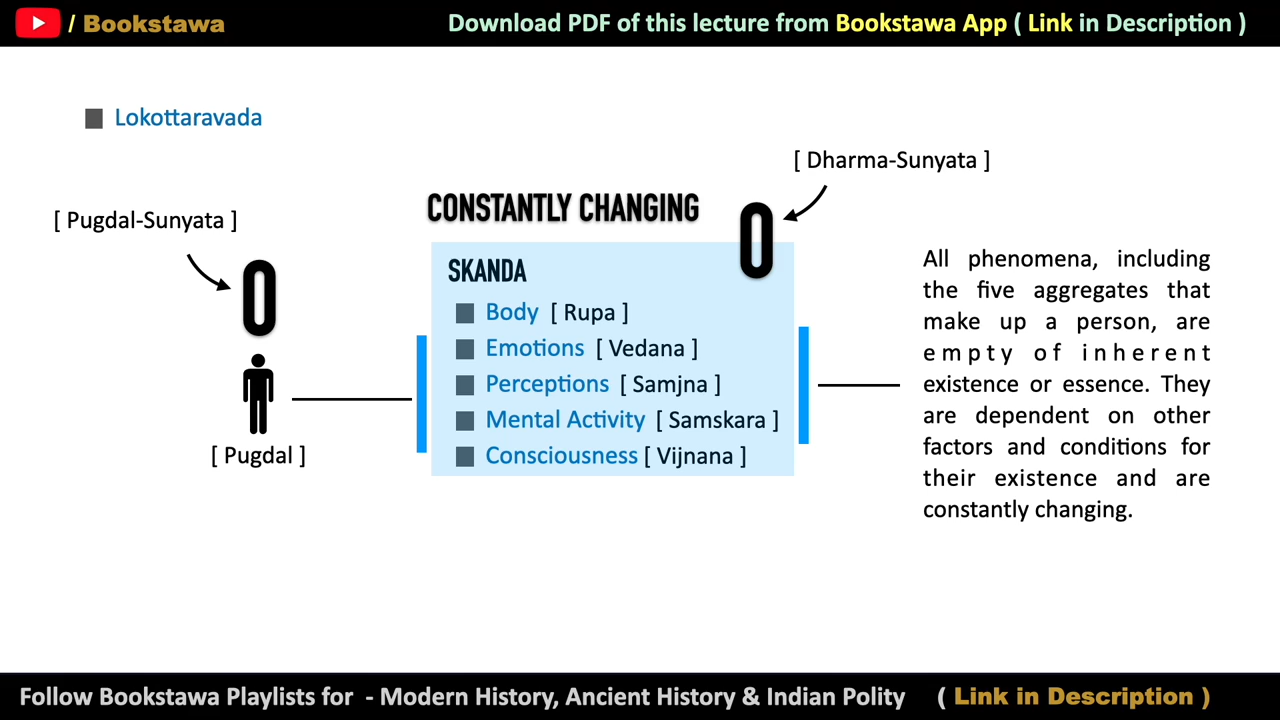 / Bookstawa
Download PDF of this lecture from Bookstawa App ( Link in Description )
Lokottaravada
[ Dharma-Sunyata ]
CONSTANTLY CHANGING
0
[ Pugdal-Sunyata ]
0
[ Pugdal ]
SKANDA
Body [ Rupa ]
Emotions [ Vedana ]
Perceptions [ Samjna ]
Mental Activity [ Samskara ]
Consciousness [ Vijnana ]
All phenomena, including
the five aggregates that
make up a person, are
empty of inherent
existence or essence. They
are dependent on other
factors and conditions for
their existence and are
constantly changing.
Follow Bookstawa Playlists for - Modern History, Ancient History & Indian Polity ( Link in Description )